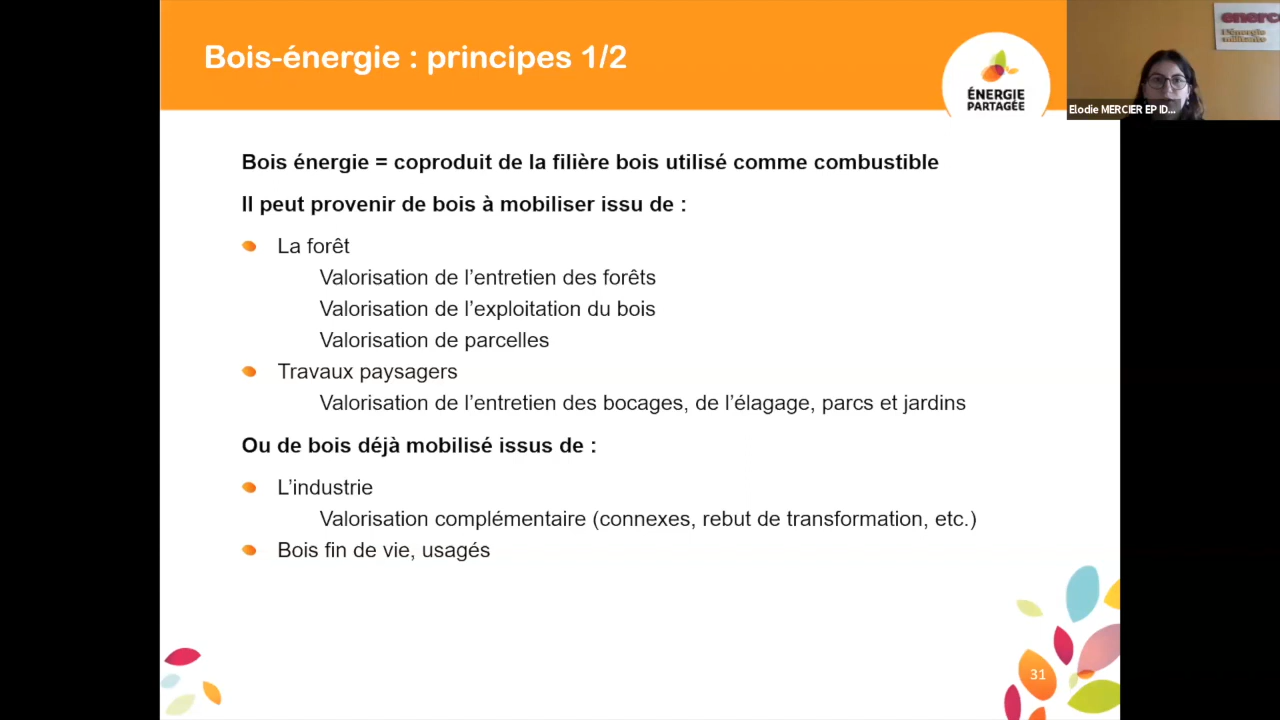 Bois-énergie : principes 1/2
ÉNERGIE
PARTAGÉE
enerc
L'énergie
militante
Elodie MERCIER EP ID...
Bois énergie = coproduit de la filière bois utilisé comme combustible
Il peut provenir de bois à mobiliser issu de :
La forêt
Valorisation de l’entretien des forêts
Valorisation de l’exploitation du bois
Valorisation de parcelles
Travaux paysagers
Valorisation de l’entretien des bocages, de l’élagage, parcs et jardins
Ou de bois déjà mobilisé issus de :
L’industrie
Valorisation complémentaire (connexes, rebut de transformation, etc.)
Bois fin de vie, usagés
31